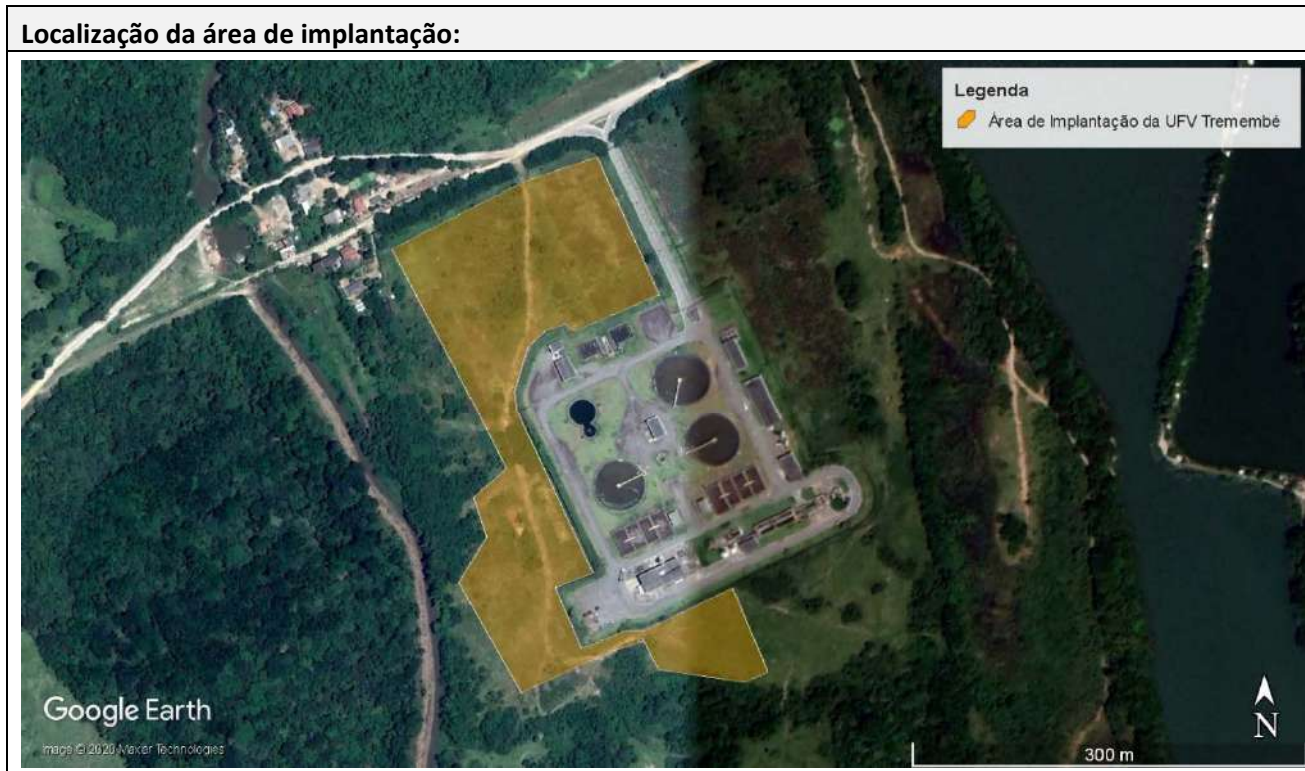 Localização da área de implantação:
Legenda
Área de Implantação da UFV Tremembé
Google Earth
Image © 2020 Maxar Technologies
N
300 m